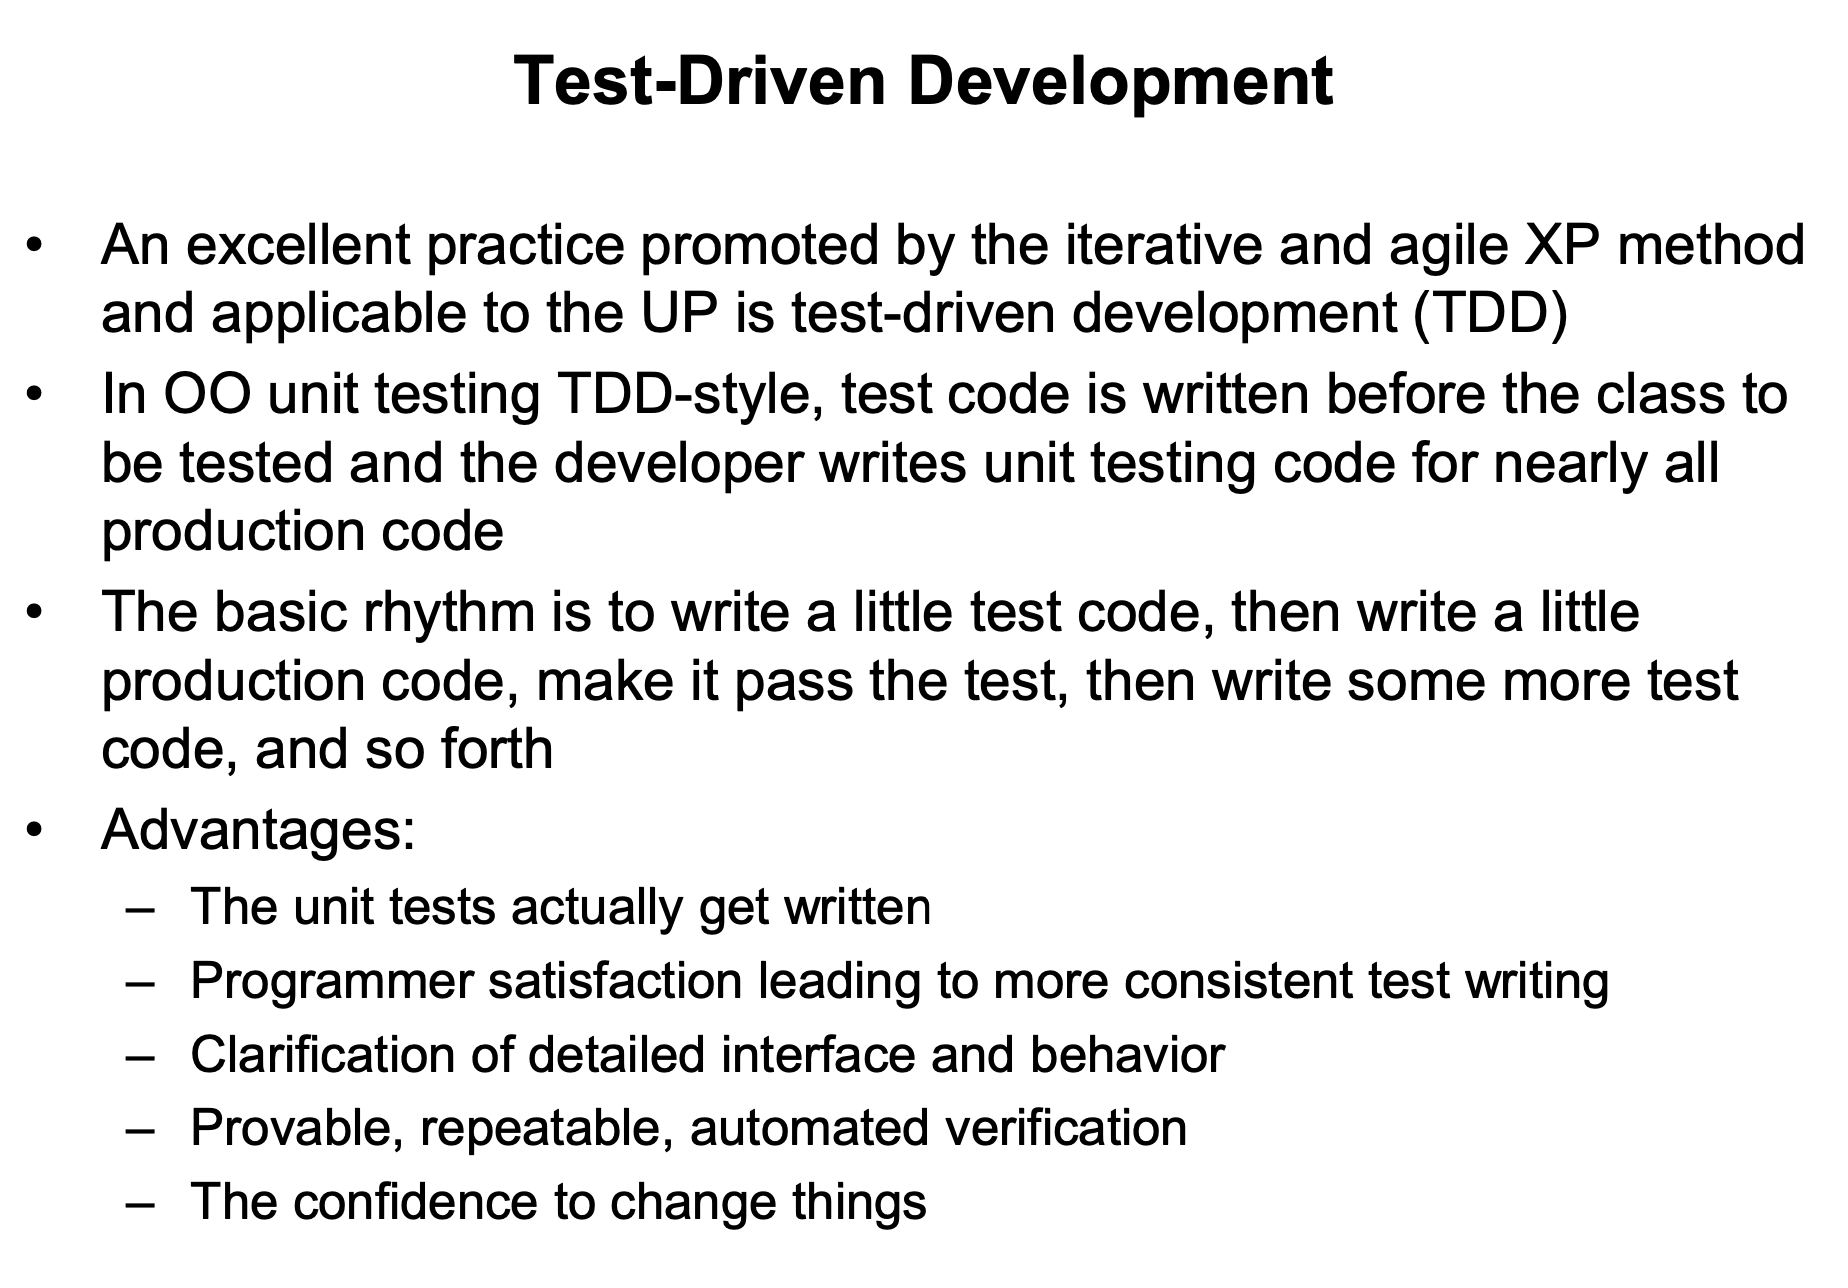 Test-Driven Development
• An excellent practice promoted by the iterative and agile XP method
and applicable to the UP is test-driven development (TDD)
• In OO unit testing TDD-style, test code is written before the class to
be tested and the developer writes unit testing code for nearly all
production code
• The basic rhythm is to write a little test code, then write a little
production code, make it pass the test, then write some more test
code, and so forth
• Advantages:
– The unit tests actually get written
– Programmer satisfaction leading to more consistent test writing
– Clarification of detailed interface and behavior
– Provable, repeatable, automated verification
– The confidence to change things